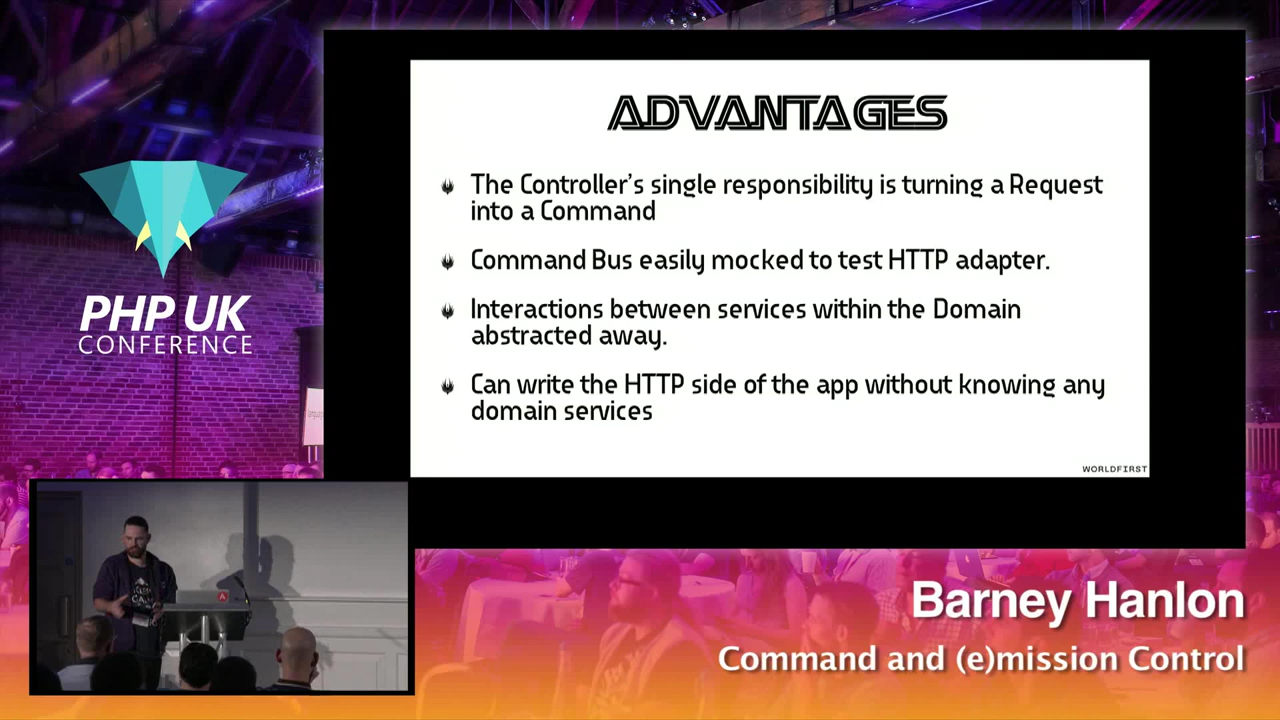 ADVANTAGES
The Controller's single responsibility is turning a Request
into a Command
Command Bus easily mocked to test HTTP adapter.
Interactions between services within the Domain
abstracted away.
Can write the HTTP side of the app without knowing any
domain services
WORLDFIRST
PHP UK
CONFERENCE
Barney Hanlon
Command and (e)mission Control